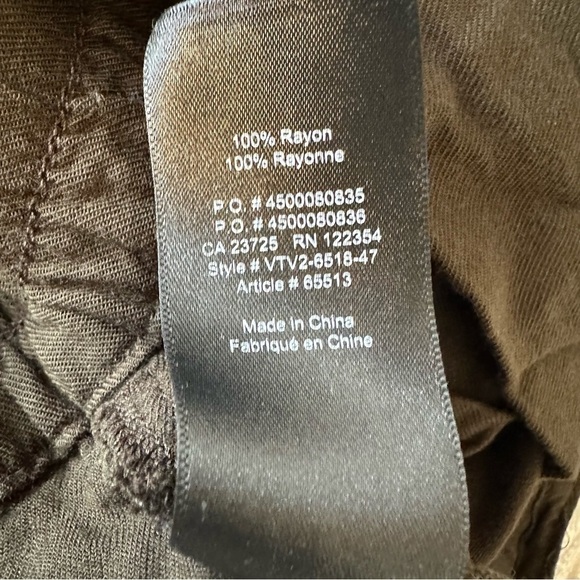 100% Rayon
100% Rayonne
P.O. # 4500080835
P.O. # 4500080836
CA 23725 RN 122354
Style # VTV2-6518-47
Article # 65513
Made in China
Fabriqué en Chine